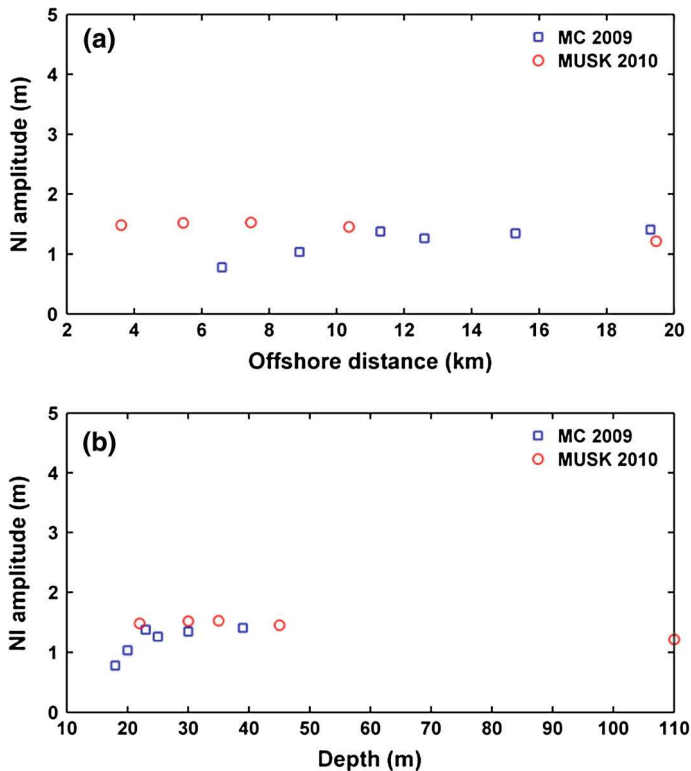 (a)
MC 2009
MUSK 2010
NI amplitude (m)
5
4
3
2
1
0
2 4 6 8 10 12 14 16 18 20
Offshore distance (km)
(b)
MC 2009
MUSK 2010
NI amplitude (m)
5
4
3
2
1
0
10 20 30 40 50 60 70 80 90 100 110
Depth (m)